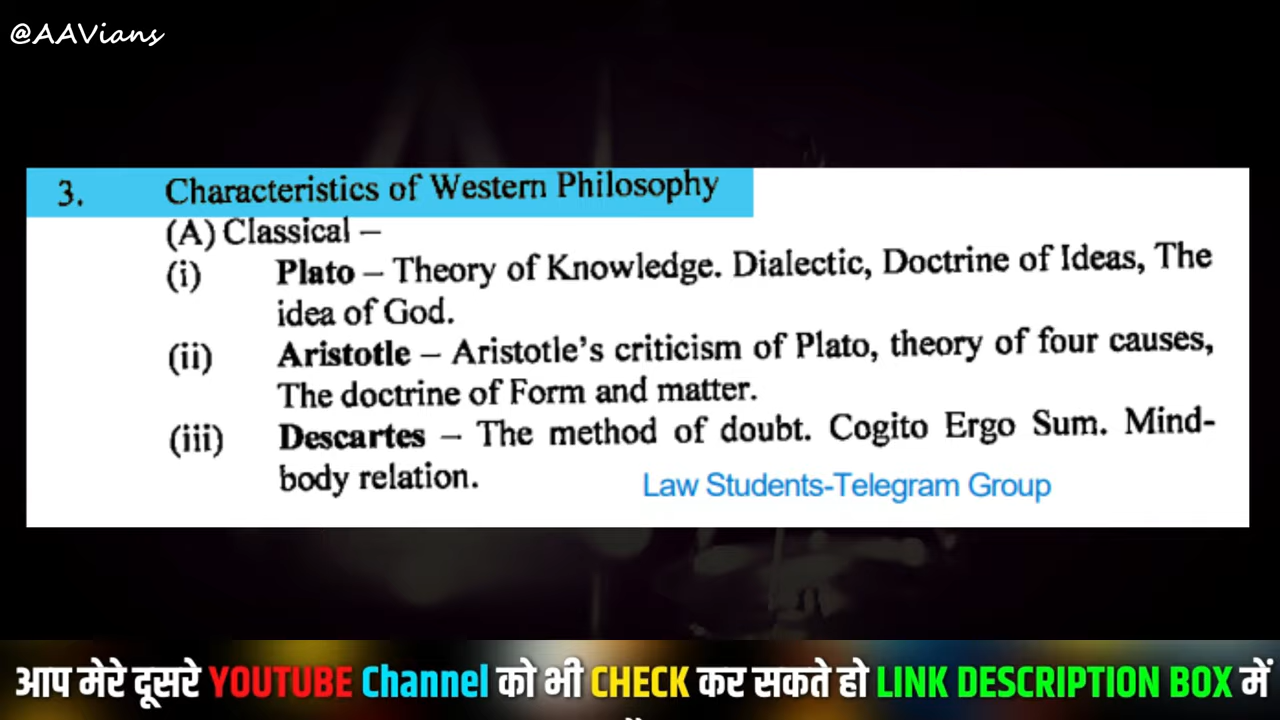 @AAVians
3. Characteristics of Western Philosophy
(A) Classical –
(i) Plato – Theory of Knowledge. Dialectic, Doctrine of Ideas, The
idea of God.
(ii) Aristotle – Aristotle's criticism of Plato, theory of four causes,
The doctrine of Form and matter.
(iii) Descartes – The method of doubt. Cogito Ergo Sum. Mind-
body relation.
Law Students-Telegram Group
आप मेरे दूसरे YOUTUBE Channel को भी CHECK कर सकते हो LINK DESCRIPTION BOX में